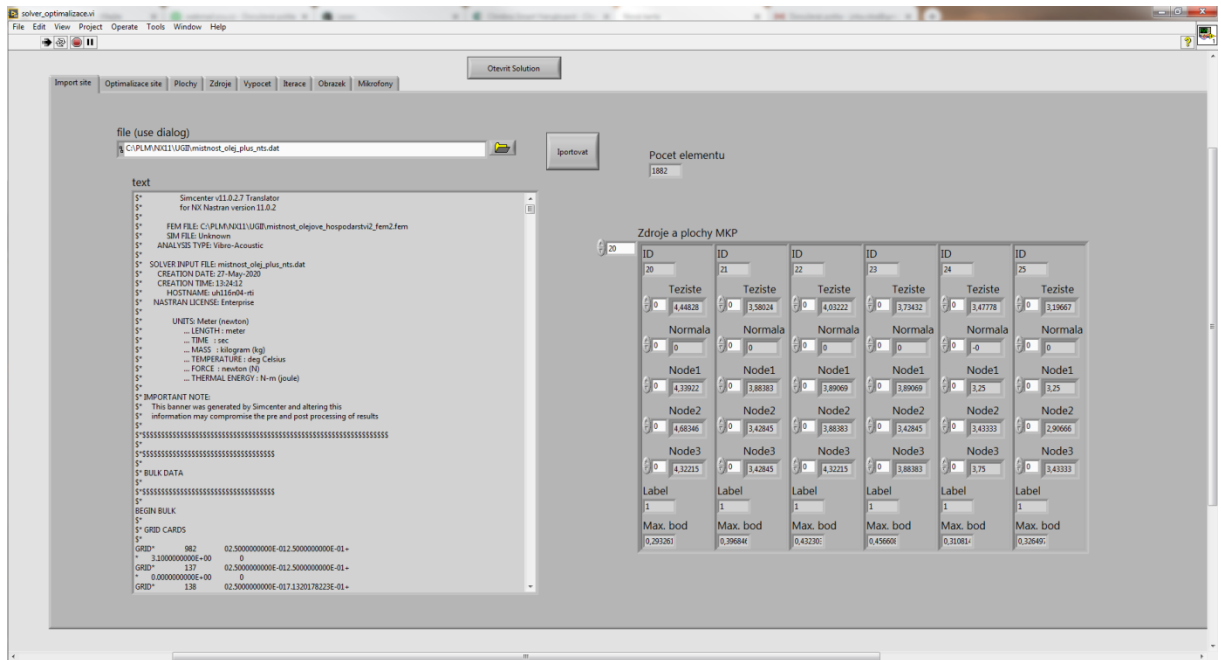 solver_optimalizace.vi
File Edit View Project Operate Tools Window Help
Otevrit Solution
Import site Optimalizace site Plochy Zdroje Vypocet Iterace Obrazek Mikrofony
file (use dialog)
C:\PLM\NX11\UGII\mistnost_olej_plus_nts.dat
Iportovat
Pocet elementu
1882
text
$* Simcenter v11.0.2.7 Translator
$* for NX Nastran version 11.0.2
$*
$* FEM FILE: C:\PLM\NX11\UGII\mistnost_olejove_hospodarstvi2_fem2.fem
$* SIM FILE: Unknown
$* ANALYSIS TYPE: Vibro-Acoustic
$*
$* SOLVER INPUT FILE: mistnost_olej_plus_nts.dat
$* CREATION DATE: 27-May-2020
$* CREATION TIME: 13:24:12
$* HOSTNAME: uh116n04-rti
$* NASTRAN LICENSE: Enterprise
$*
$* UNITS: Meter (newton)
$* ... LENGTH : meter
$* ... TIME : sec
$* ... MASS : kilogram (kg)
$* ... TEMPERATURE : deg Celsius
$* ... FORCE : newton (N)
$* ... THERMAL ENERGY : N-m (joule)
$*
$* IMPORTANT NOTE:
$* This banner was generated by Simcenter and altering this
$* information may compromise the pre and post processing of results
$*
$*$$$$$$$$$$$$$$$$$$$$$$$$$$$$$$$$$$$$$$$$$$$$$$$$$$$$$$$$$$$$$$$$
$*
$*$$$$$$$$$$$$$$$$$$$$$$$$$$$$$$$$$$
$*
$* BULK DATA
$*
$*$$$$$$$$$$$$$$$$$$$$$$$$$$$$$$$$$$
$*
BEGIN BULK
$*
$* GRID CARDS
$*
GRID* 982 02.5000000000E-012.5000000000E-01+
* 3.1000000000E+00 0
GRID* 137 02.5000000000E-012.5000000000E-01+
* 0.0000000000E+00 0
GRID* 138 02.5000000000E-017.1320178223E-01+
Zdroje a plochy MKP
20
ID ID ID ID ID ID
20 21 22 23 24 25
Teziste Teziste Teziste Teziste Teziste Teziste
0 4,44828 0 3,58024 0 4,03222 0 3,73432 0 3,47778 0 3,19667
Normala Normala Normala Normala Normala Normala
0 0 0 0 0 0 0 0 0 -0 0 0
Node1 Node1 Node1 Node1 Node1 Node1
0 4,33922 0 3,88383 0 3,89069 0 3,89069 0 3,25 0 3,25
Node2 Node2 Node2 Node2 Node2 Node2
0 4,68346 0 3,42845 0 3,88383 0 3,42845 0 3,43333 0 2,90666
Node3 Node3 Node3 Node3 Node3 Node3
0 4,32215 0 3,42845 0 4,32215 0 3,88383 0 3,75 0 3,43333
Label Label Label Label Label Label
1 1 1 1 1 1
Max. bod Max. bod Max. bod Max. bod Max. bod Max. bod